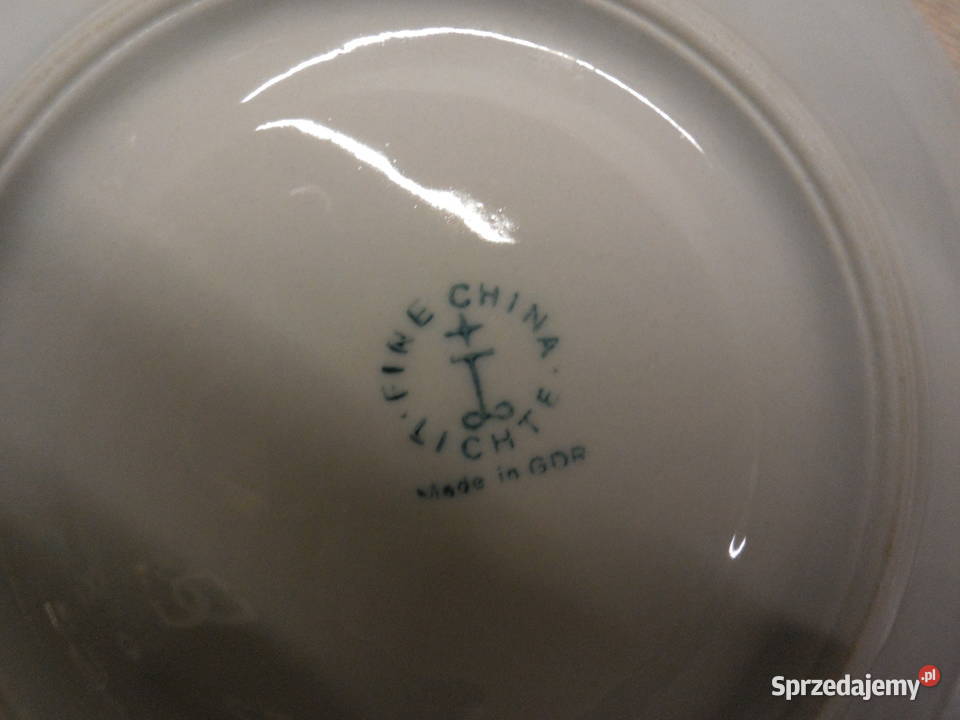 FINE CHINA
· LICHTE ·
Made in GDR
Sprzedajemy.pl